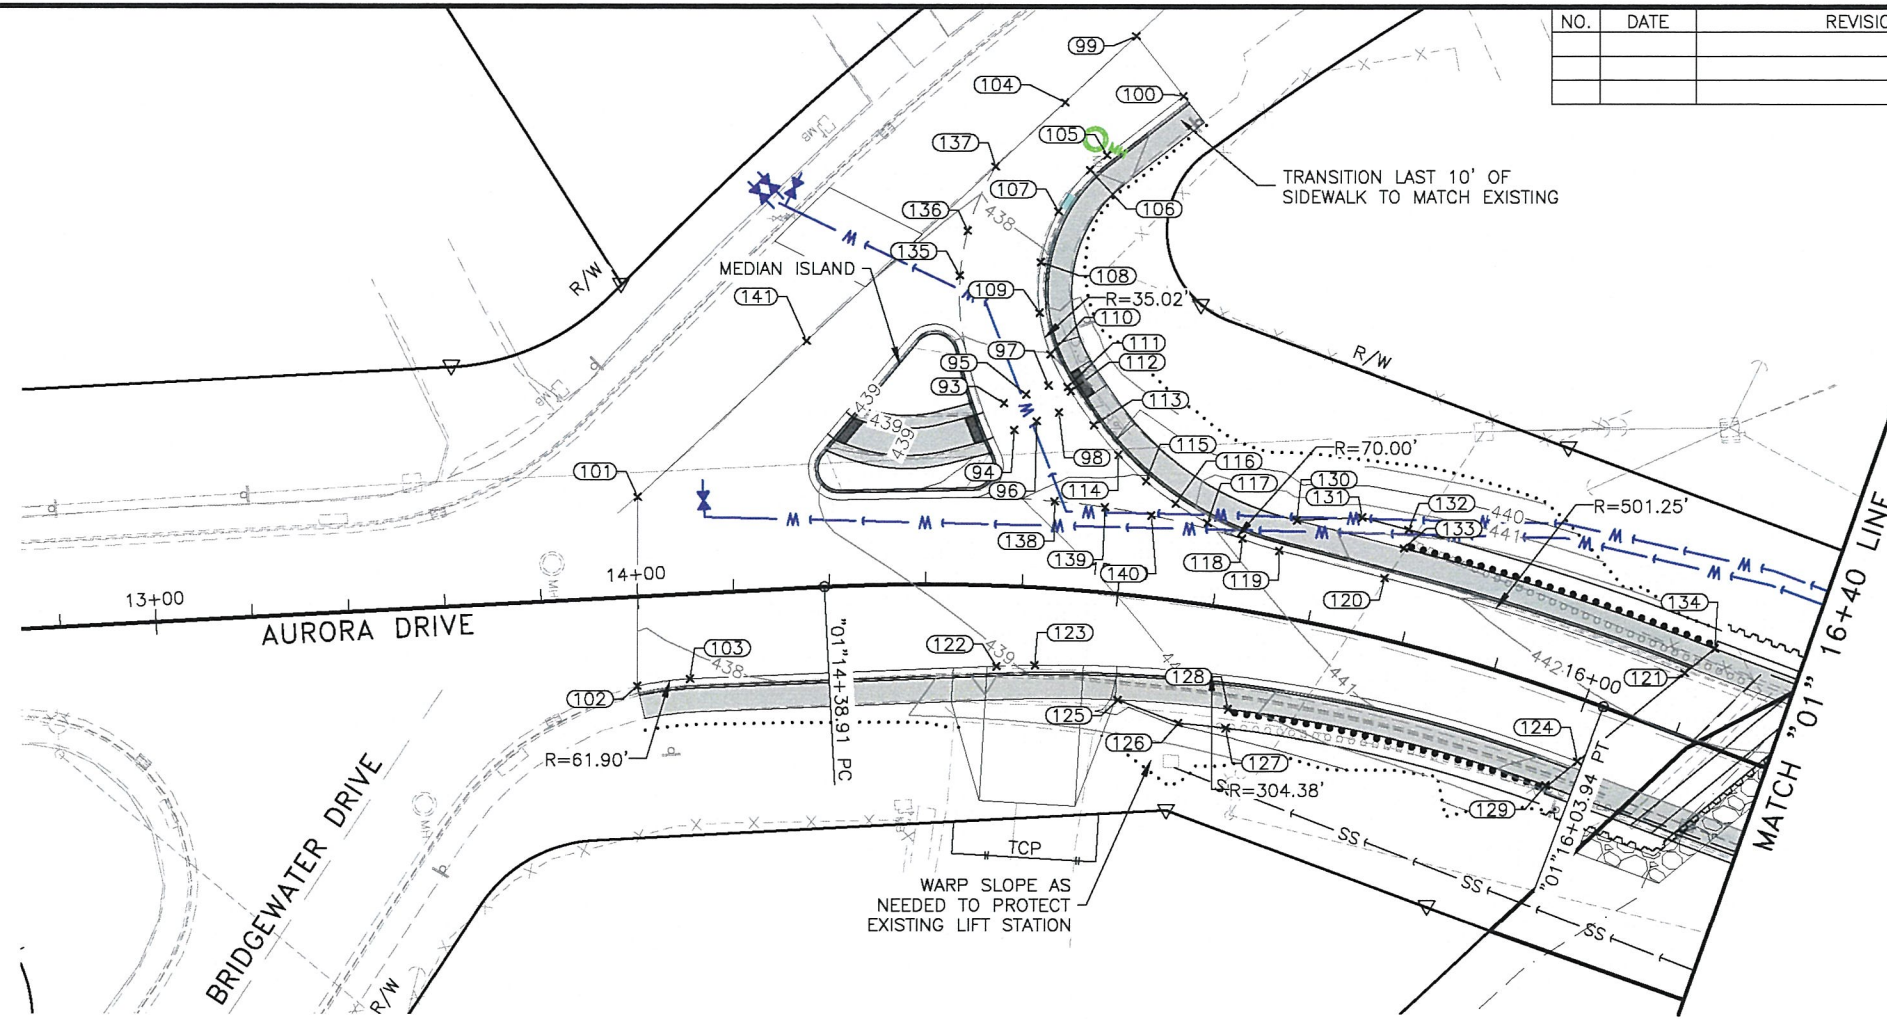 NO. DATE REVISIO
99
104
100
105
137
TRANSITION LAST 10' OF
SIDEWALK TO MATCH EXISTING
107
106
438
136
135
MEDIAN ISLAND
R/W
141
108
109
R=35.02'
110
97
111
95
112
93
R/W
439
439
439
113
115
R=70.00'
94
98
116
130
101
96
114
117
131
132
R=501.25'
133
440
441
W
138
139
118
140
119
120
134
14+00
13+00
AURORA DRIVE
MH
MH
MB
MB
"01"14+38.91 PC
103
438
122
439
123
128
441
442
16+00
121
102
125
124
126
127
R=61.90'
R=304.38'
129
"01"16+03.94 PT
MATCH "01" 16+40 LINE
BRIDGEWATER DRIVE
R/W
TCP
SS
SS
SS
SS
WARP SLOPE AS
NEEDED TO PROTECT
EXISTING LIFT STATION